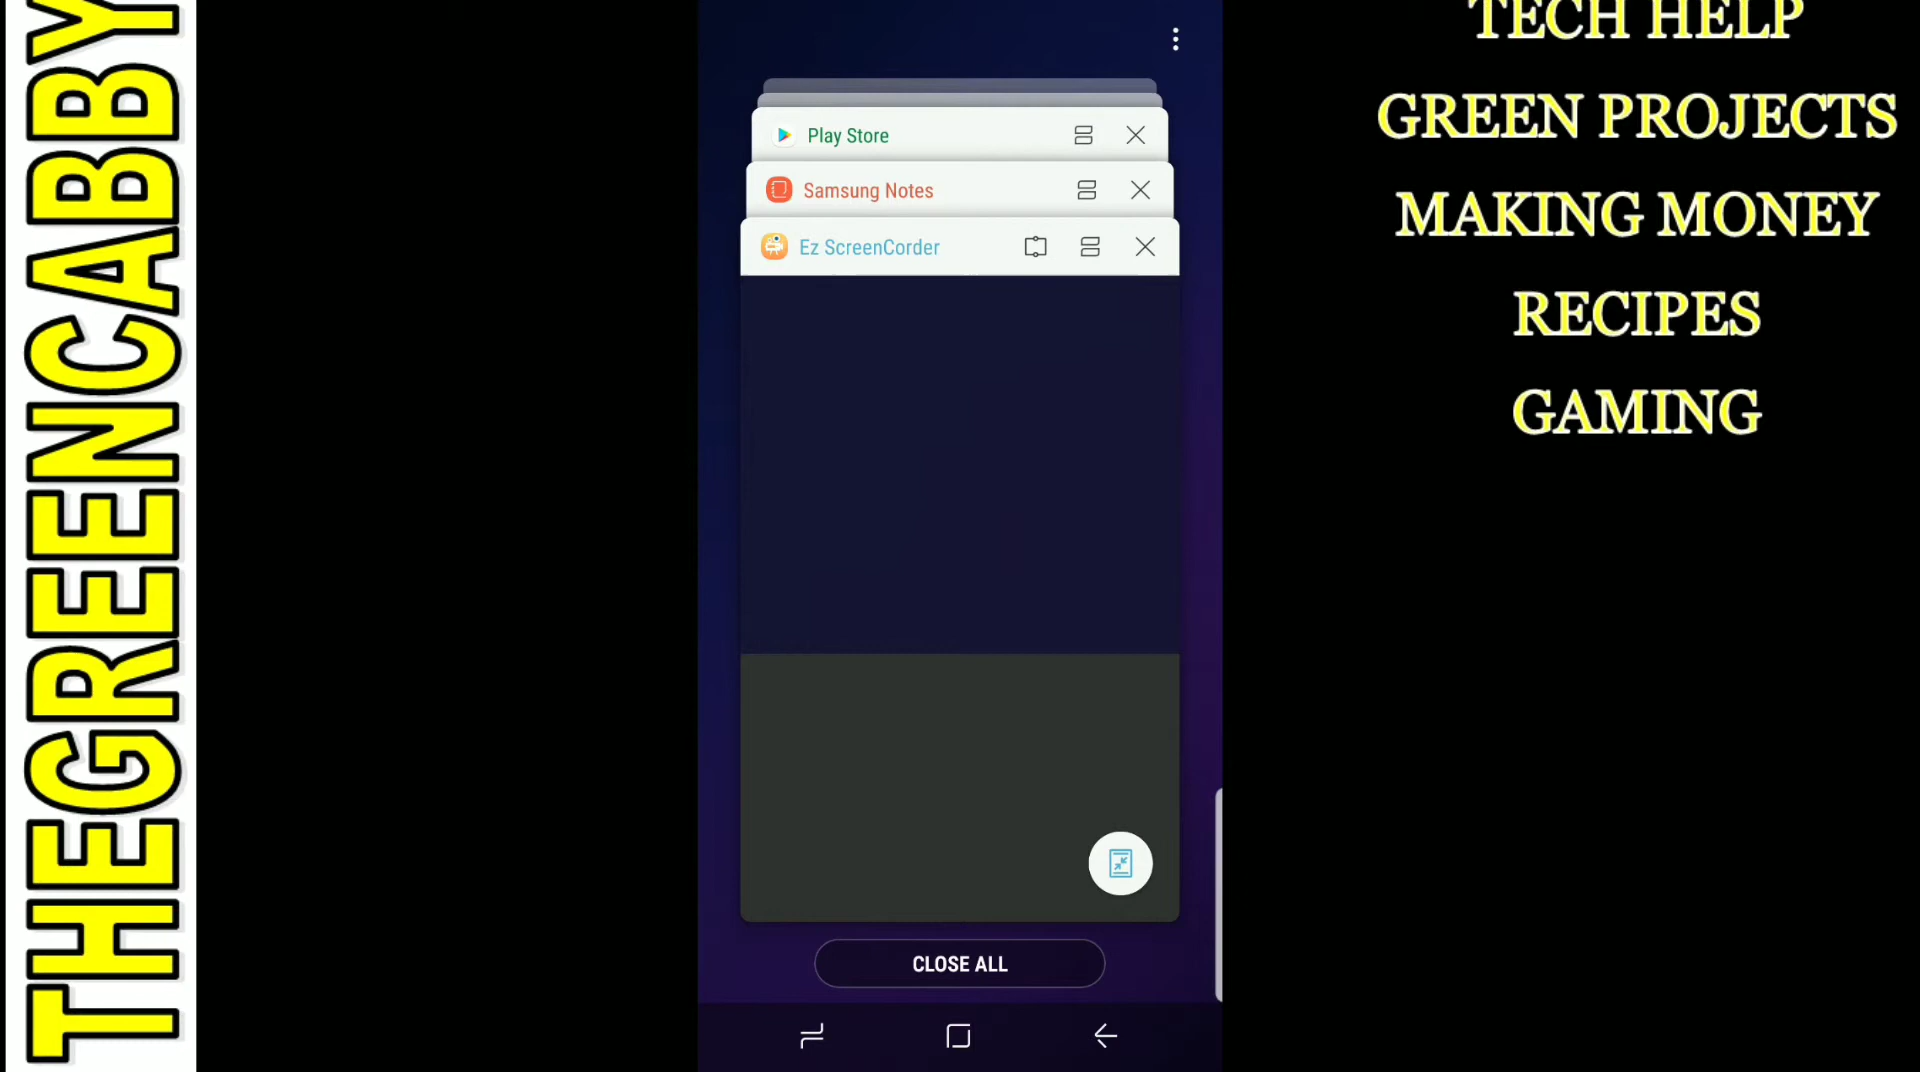 THEGREENCABBY
Play Store
Samsung Notes
Ez ScreenCorder
CLOSE ALL
TECH HELP
GREEN PROJECTS
MAKING MONEY
RECIPES
GAMING